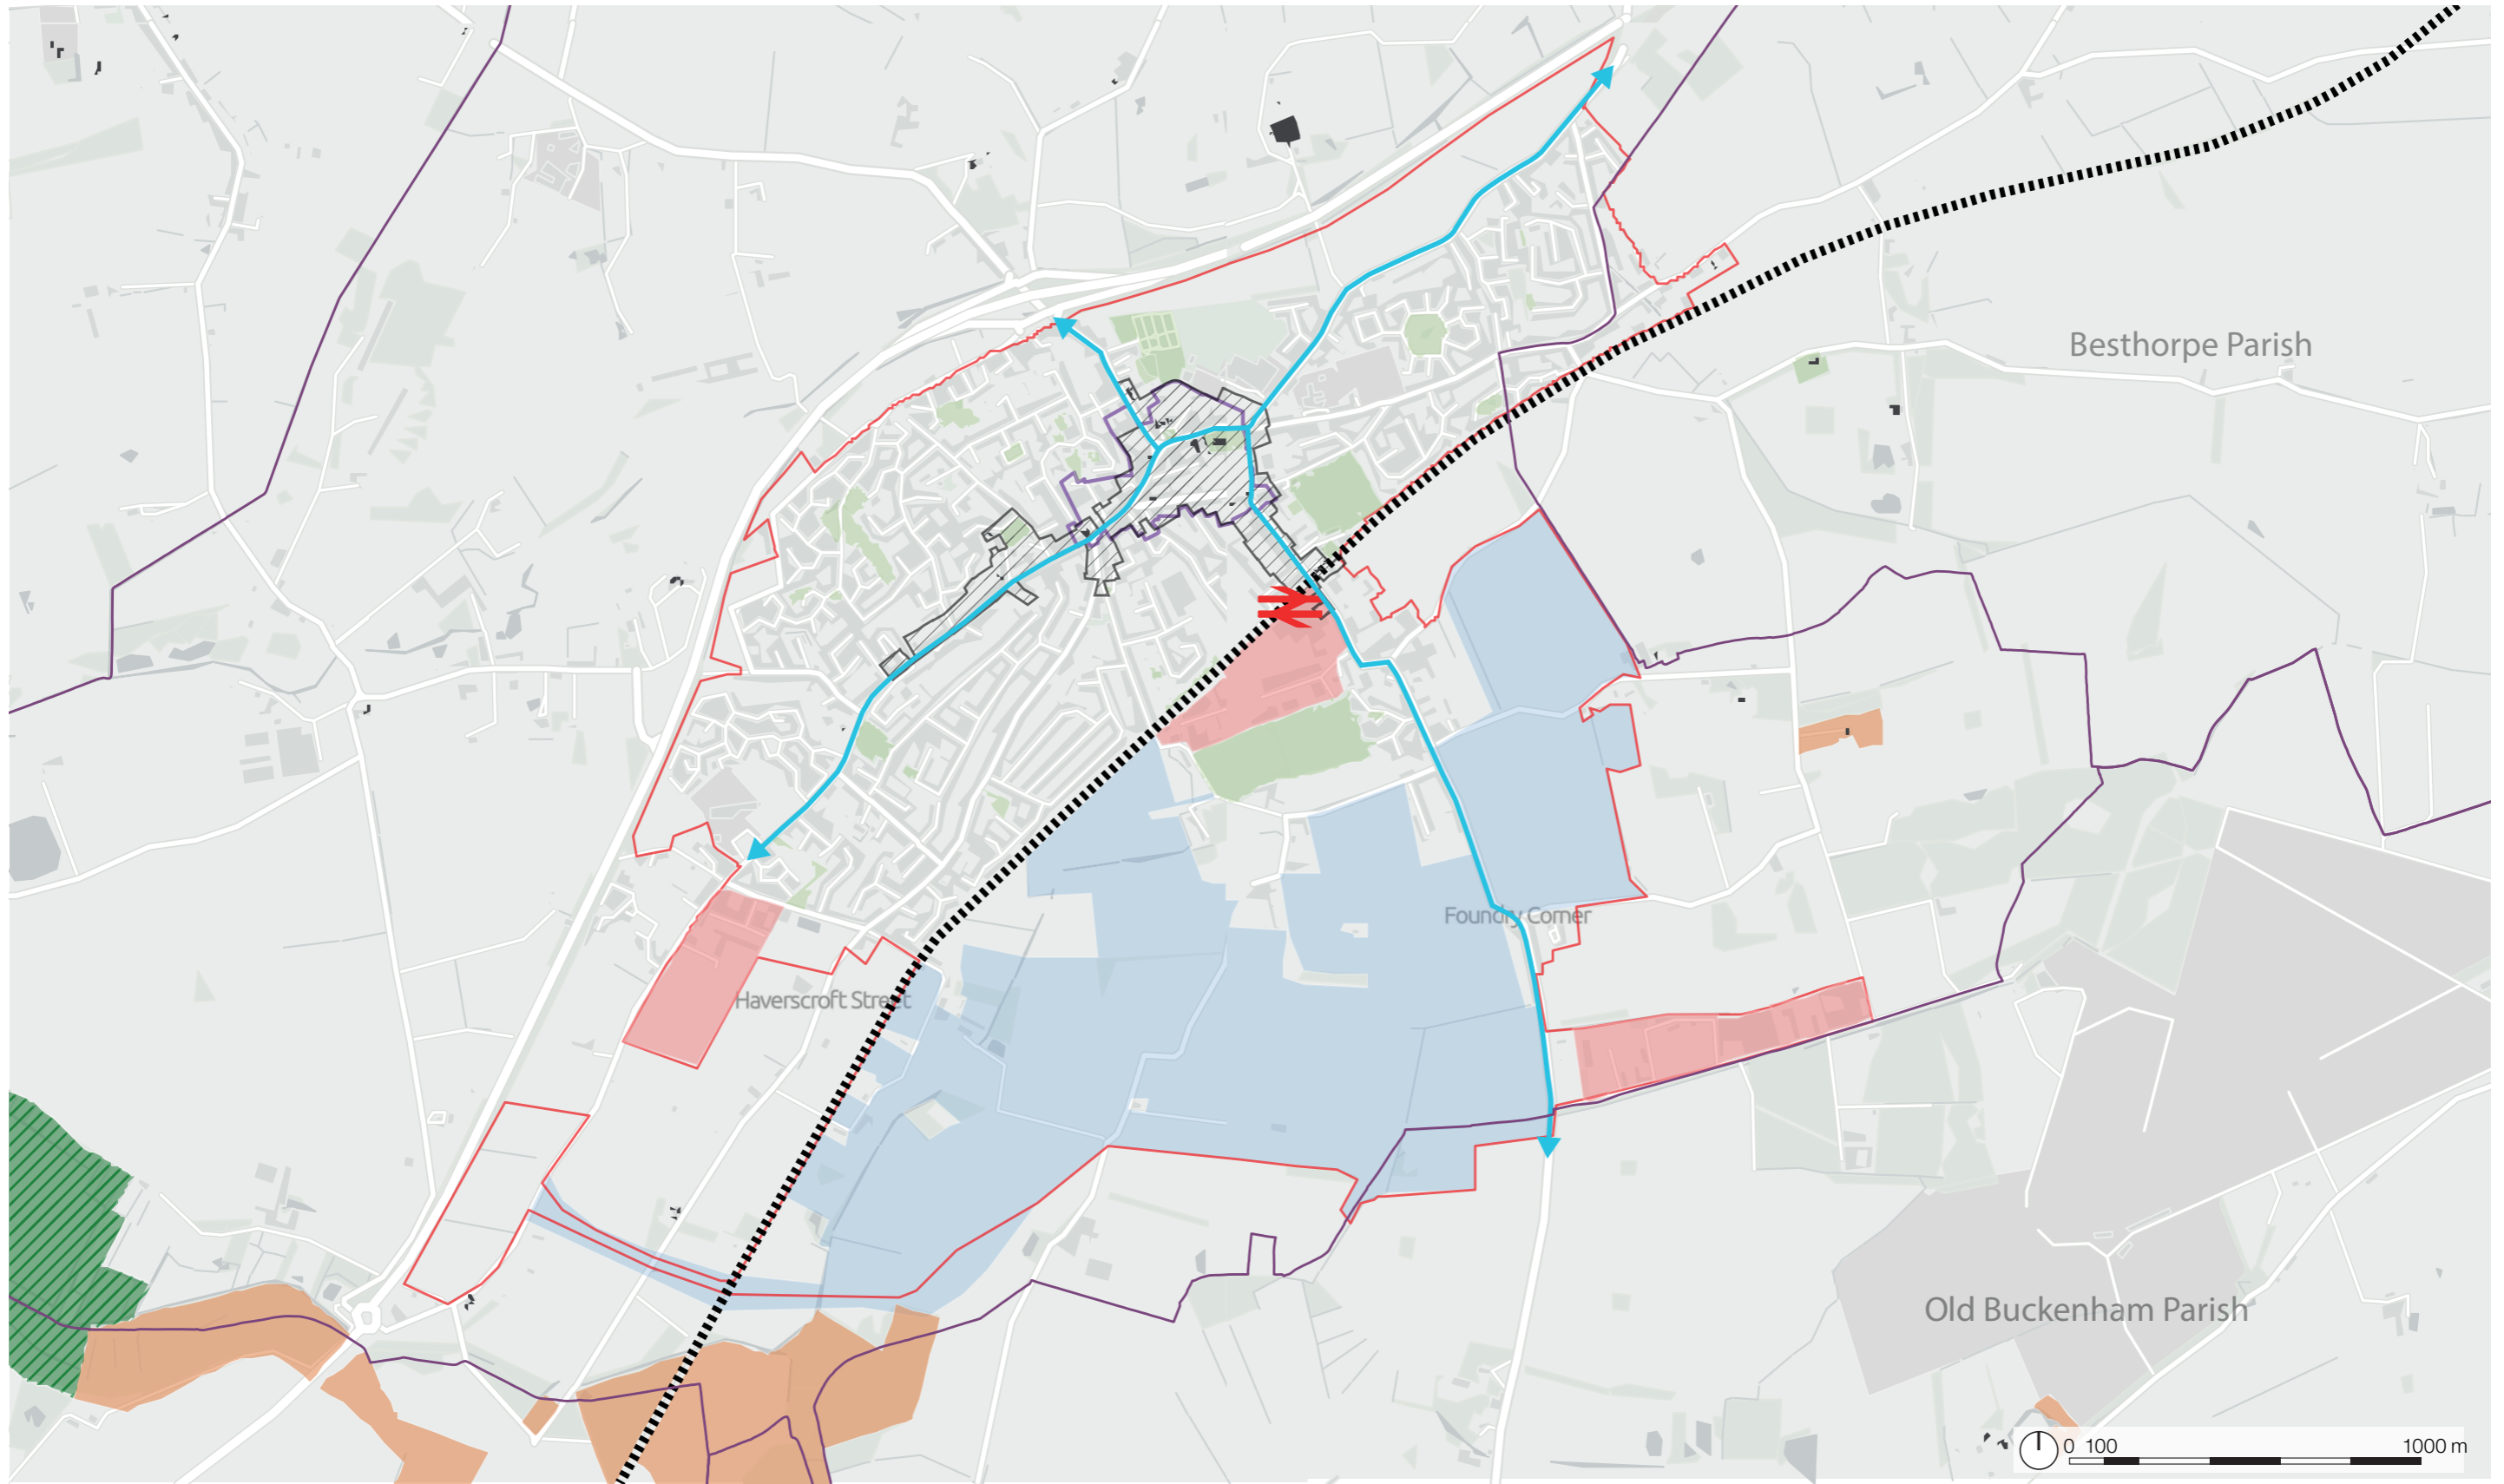 Besthorpe Parish
Foundry Corner
Haverscroft Street
Old Buckenham Parish
0 100 1000 m